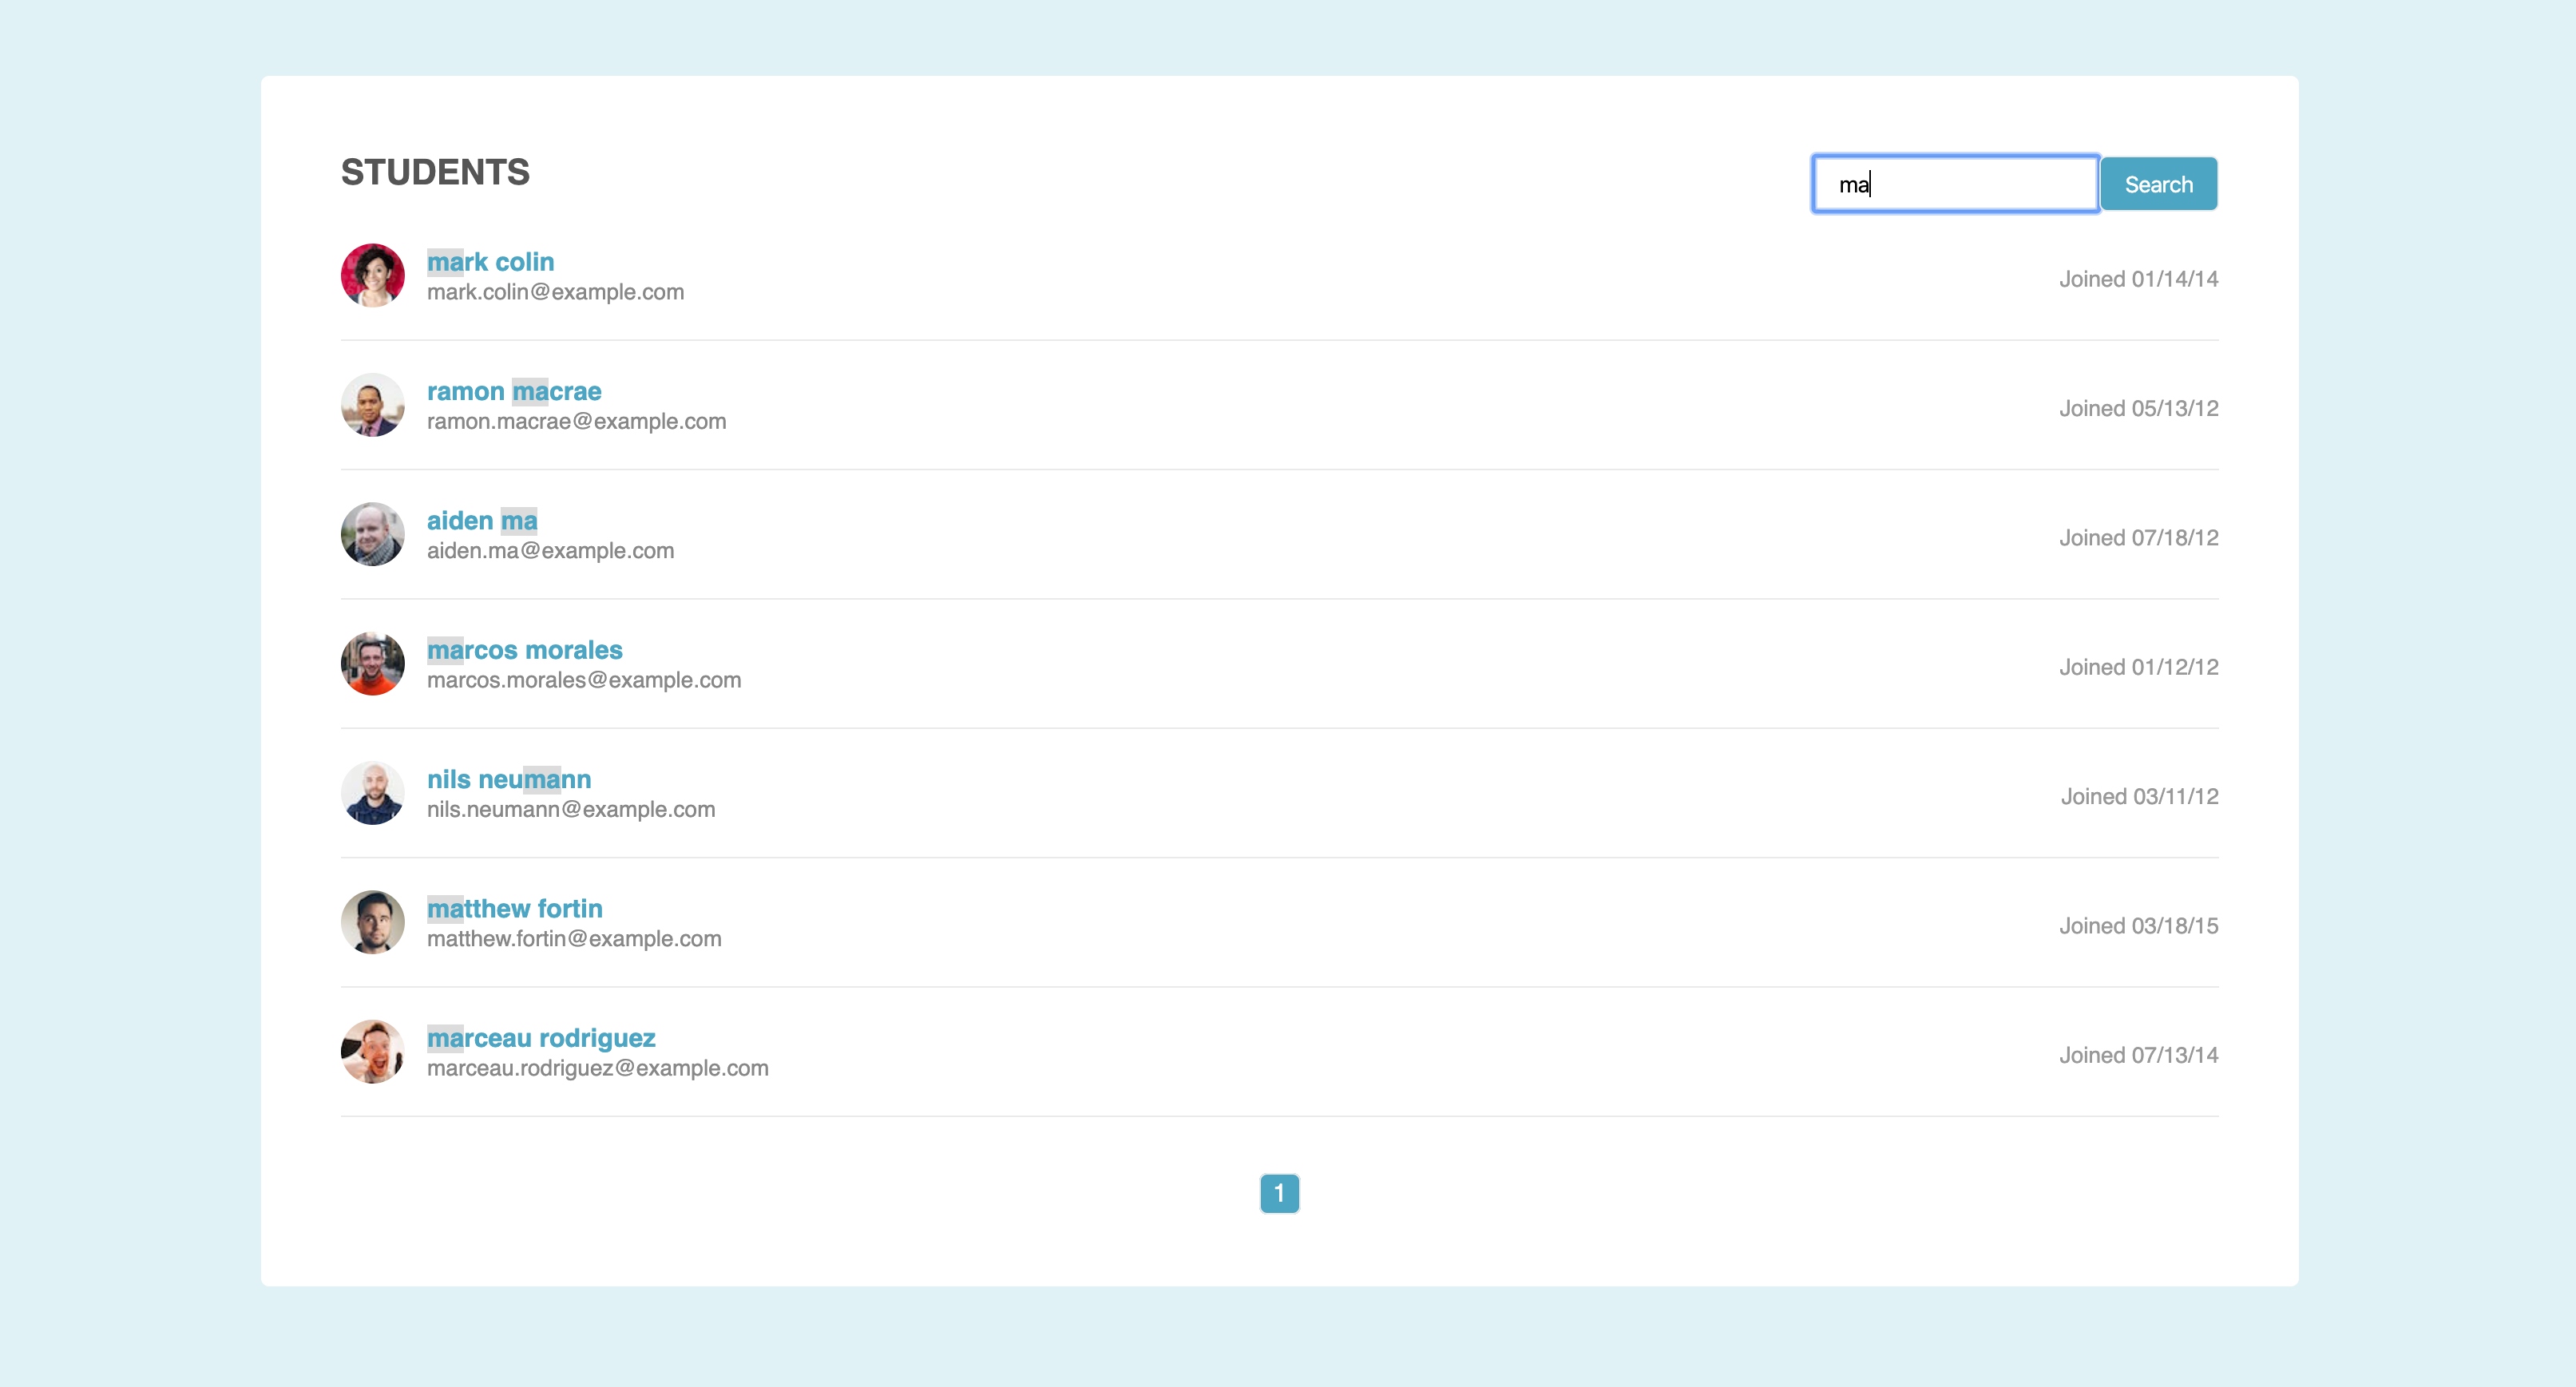 STUDENTS
ma
Search
mark colin
mark.colin@example.com
Joined 01/14/14
ramon macrae
ramon.macrae@example.com
Joined 05/13/12
aiden ma
aiden.ma@example.com
Joined 07/18/12
marcos morales
marcos.morales@example.com
Joined 01/12/12
nils neumann
nils.neumann@example.com
Joined 03/11/12
matthew fortin
matthew.fortin@example.com
Joined 03/18/15
marceau rodriguez
marceau.rodriguez@example.com
Joined 07/13/14
1